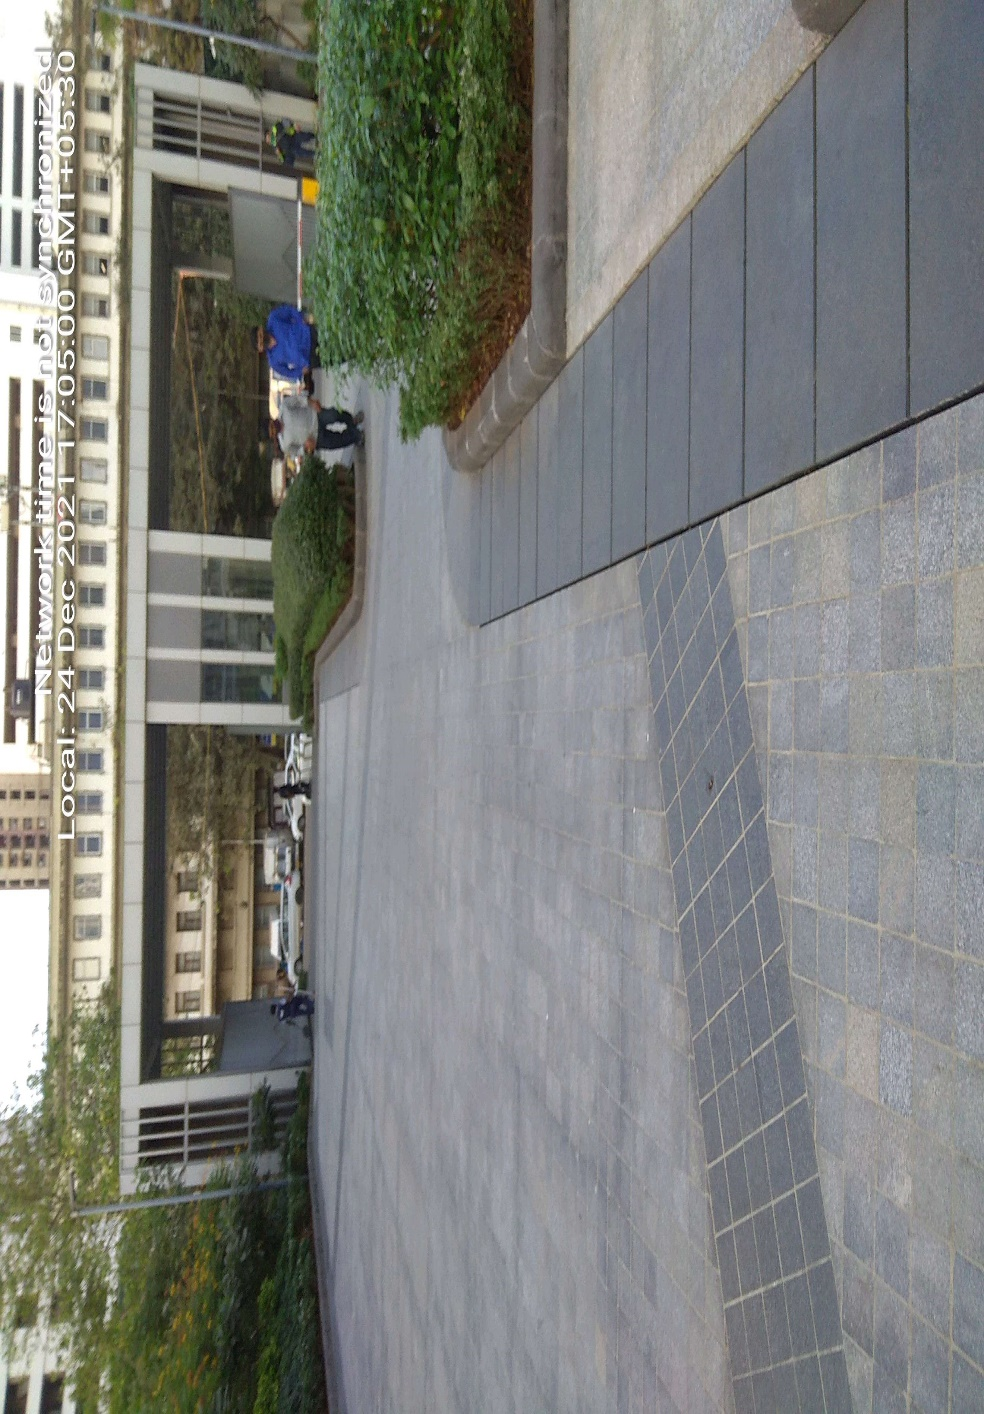 Network time is not synchronized
Local: 24 Dec 2021 17:05:00 GMT+05:30